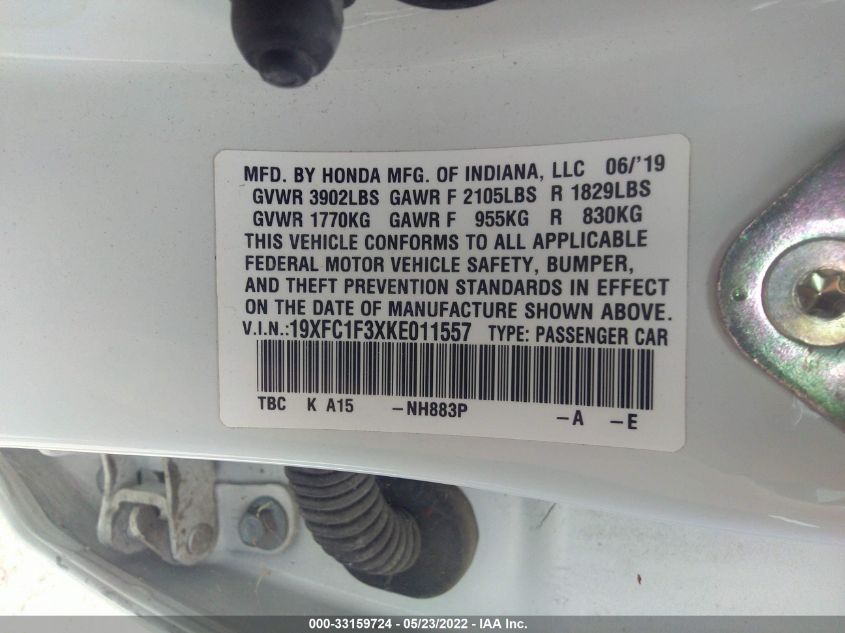 MFD. BY HONDA MFG. OF INDIANA, LLC 06/'19
GVWR 3902LBS GAWR F 2105LBS R 1829LBS
GVWR 1770KG GAWR F 955KG R 830KG
THIS VEHICLE CONFORMS TO ALL APPLICABLE
FEDERAL MOTOR VEHICLE SAFETY, BUMPER,
AND THEFT PREVENTION STANDARDS IN EFFECT
ON THE DATE OF MANUFACTURE SHOWN ABOVE.
V.I.N.:19XFC1F3XKE011557 TYPE: PASSENGER CAR
TBC K A15 -NH883P -A -E
000-33159724 - 05/23/2022 - IAA Inc.